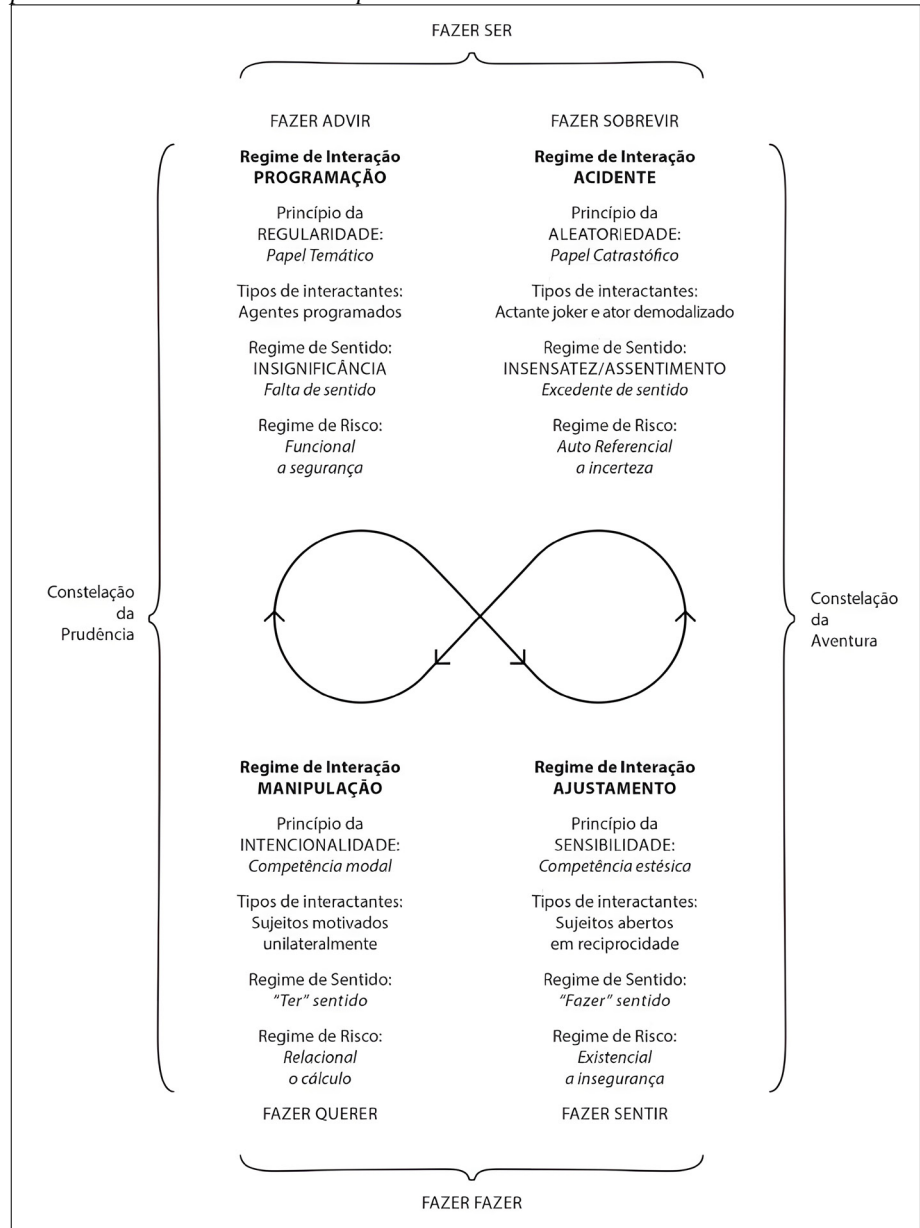 FAZER SER
FAZER ADVIR
Regime de Interação
PROGRAMAÇÃO
Princípio da
REGULARIDADE:
Papel Temático
Tipos de interactantes:
Agentes programados
Regime de Sentido:
INSIGNIFICÂNCIA
Falta de sentido
Regime de Risco:
Funcional
a segurança
FAZER SOBREVIR
Regime de Interação
ACIDENTE
Princípio da
ALEATORIEDADE:
Papel Catrastófico
Tipos de interactantes:
Actante joker e ator demodalizado
Regime de Sentido:
INSENSATEZ/ASSENTIMENTO
Excedente de sentido
Regime de Risco:
Auto Referencial
a incerteza
Constelação
da
Prudência
Constelação
da
Aventura
Regime de Interação
MANIPULAÇÃO
Princípio da
INTENCIONALIDADE:
Competência modal
Tipos de interactantes:
Sujeitos motivados
unilateralmente
Regime de Sentido:
“Ter” sentido
Regime de Risco:
Relacional
o cálculo
FAZER QUERER
Regime de Interação
AJUSTAMENTO
Princípio da
SENSIBILIDADE:
Competência estésica
Tipos de interactantes:
Sujeitos abertos
em reciprocidade
Regime de Sentido:
“Fazer” sentido
Regime de Risco:
Existencial
a insegurança
FAZER SENTIR
FAZER FAZER